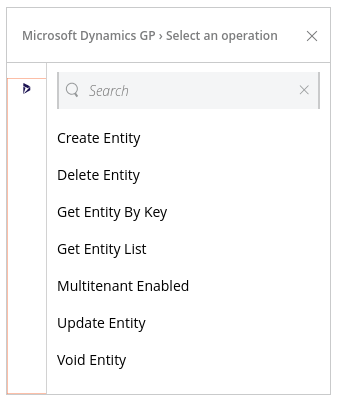 Microsoft Dynamics GP › Select an operation
Search
Create Entity
Delete Entity
Get Entity By Key
Get Entity List
Multitenant Enabled
Update Entity
Void Entity